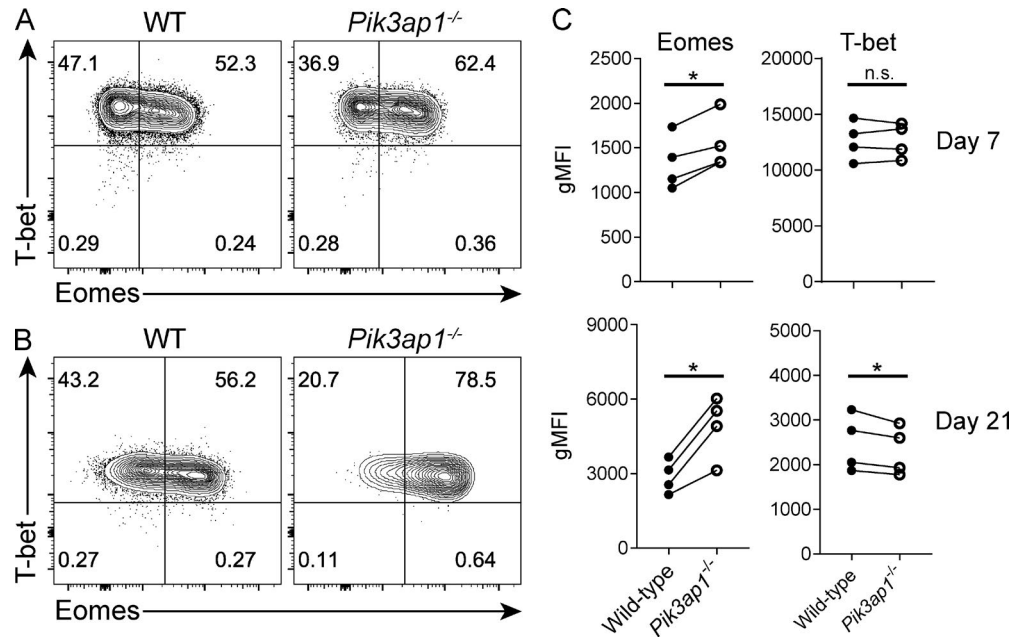 A
WT
Pik3ap1-/-
47.1
52.3
36.9
62.4
0.29
0.24
0.28
0.36
T-bet
Eomes
B
WT
Pik3ap1-/-
43.2
56.2
20.7
78.5
0.27
0.27
0.11
0.64
T-bet
Eomes
C
Eomes
T-bet
2500
2000
1500
1000
500
0
gMFI
*
20000
15000
10000
5000
0
n.s.
Day 7
9000
6000
3000
0
gMFI
*
Wild-type
Pik3ap1-/-
5000
4000
3000
2000
1000
0
*
Wild-type
Pik3ap1-/-
Day 21